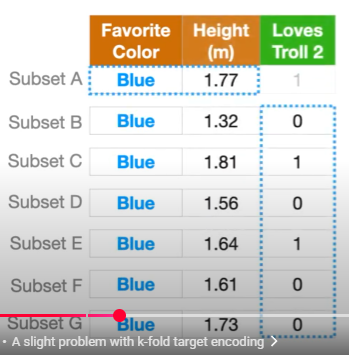 Favorite Color Height (m) Loves Troll 2
Subset A Blue 1.77 1
Subset B Blue 1.32 0
Subset C Blue 1.81 1
Subset D Blue 1.56 0
Subset E Blue 1.64 1
Subset F Blue 1.61 0
Subset G Blue 1.73 0
• A slight problem with k-fold target encoding >